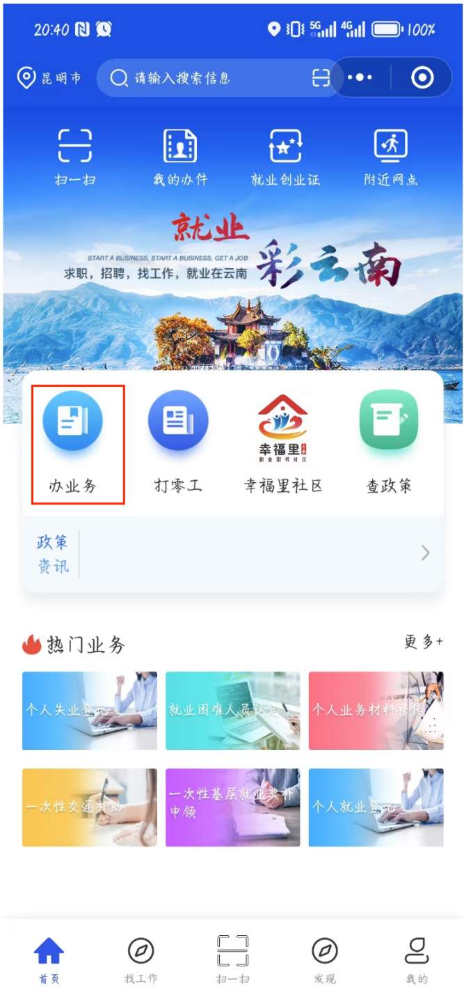 20:40 5G 4G 100%
昆明市 请输入搜索信息
扫一扫 我的办件 就业创业证 附近网点
就业
START A BUSINESS, START A BUSINESS, GET A JOB
彩云南
求职，招聘，找工作，就业在云南
幸福里
就业服务社区
办业务 打零工 幸福里社区 查政策
政策
资讯
热门业务 更多+
个人失业登记 就业困难人员认定 个人业务材料补传
一次性交通补助 一次性基层就业奖补
申领 个人就业登记
首页 找工作 扫一扫 发现 我的